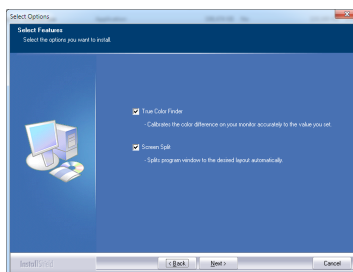 Select Options
Select Features
Select the options you want to install.
True Color Finder
- Calibrates the color difference on your monitor accurately to the value you set.
Screen Split
- Splits program window to the desired layout automatically.
InstallShield
< Back
Next >
Cancel